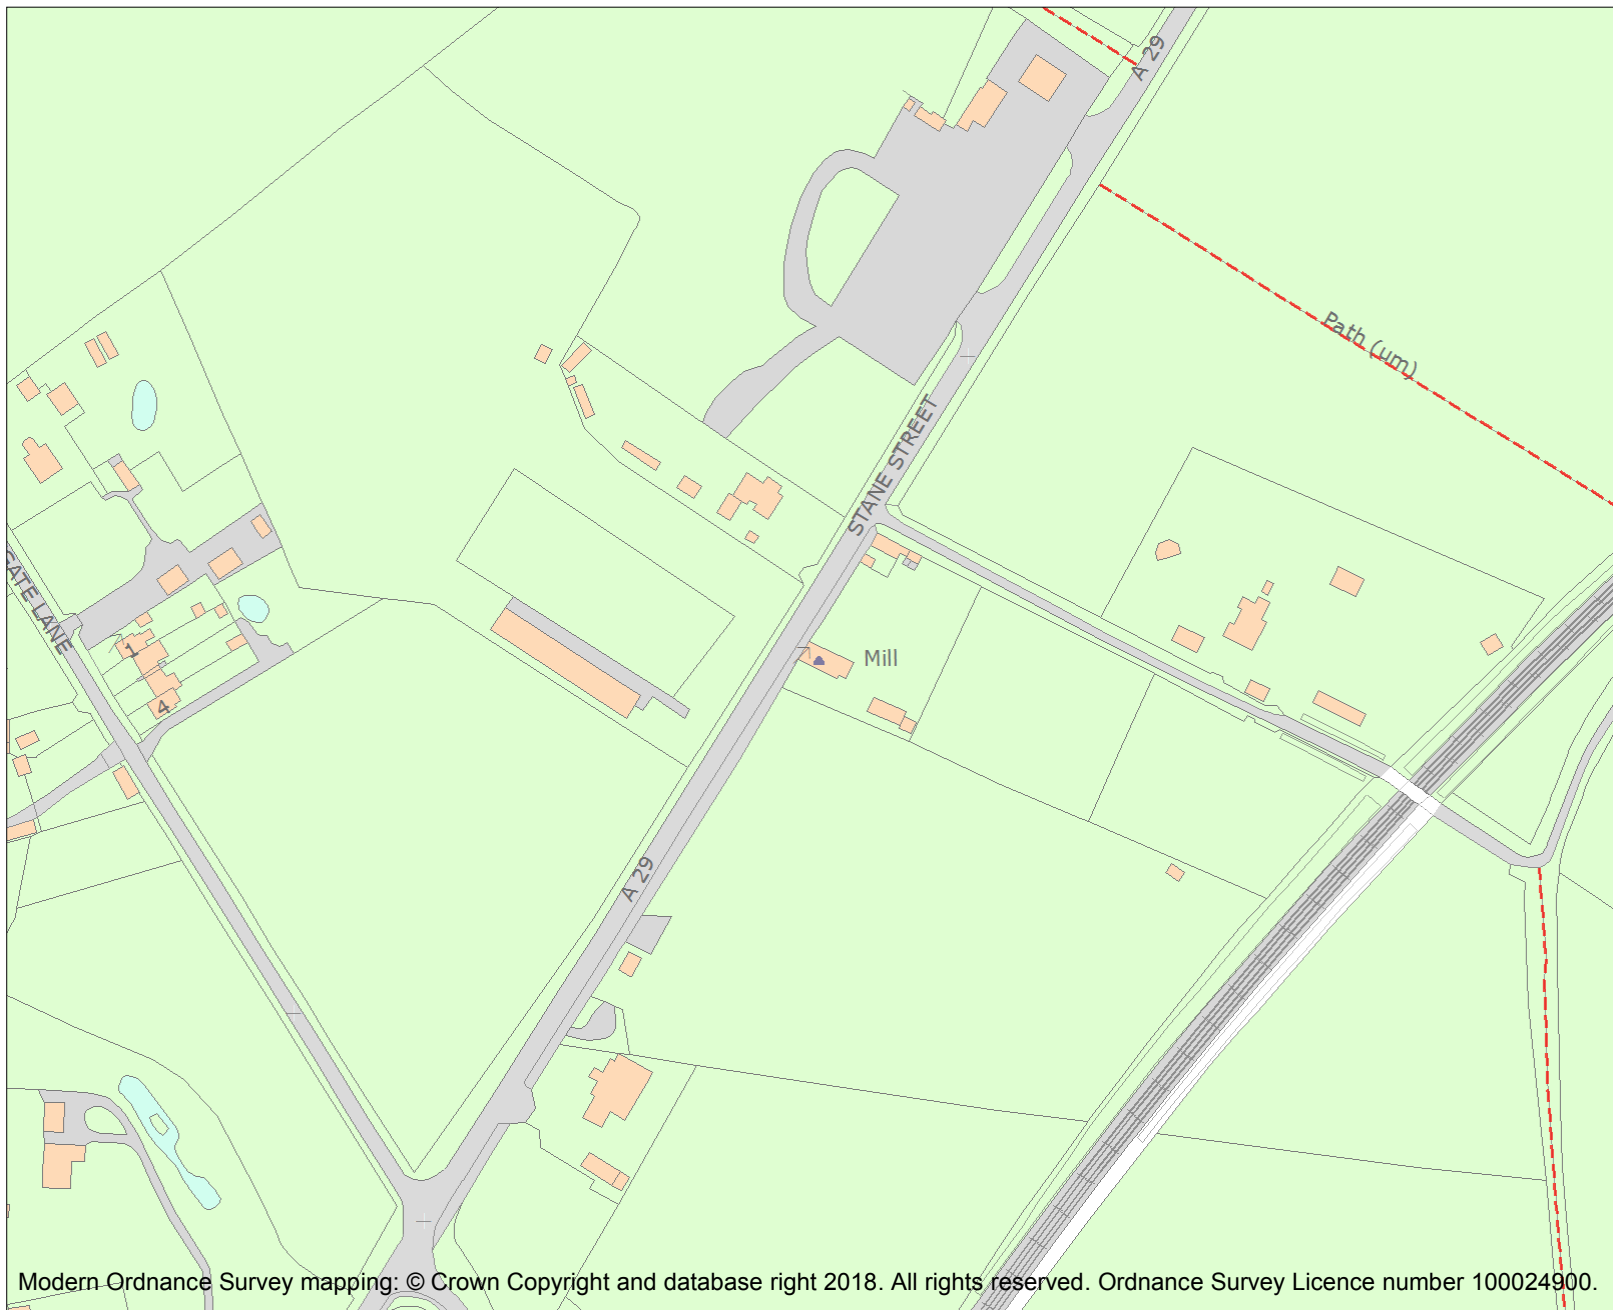 A 29
Path (um)
STANE STREET
GATE LANE
1
Mill
4
A 29
Modern Ordnance Survey mapping: © Crown Copyright and database right 2018. All rights reserved. Ordnance Survey Licence number 100024900.